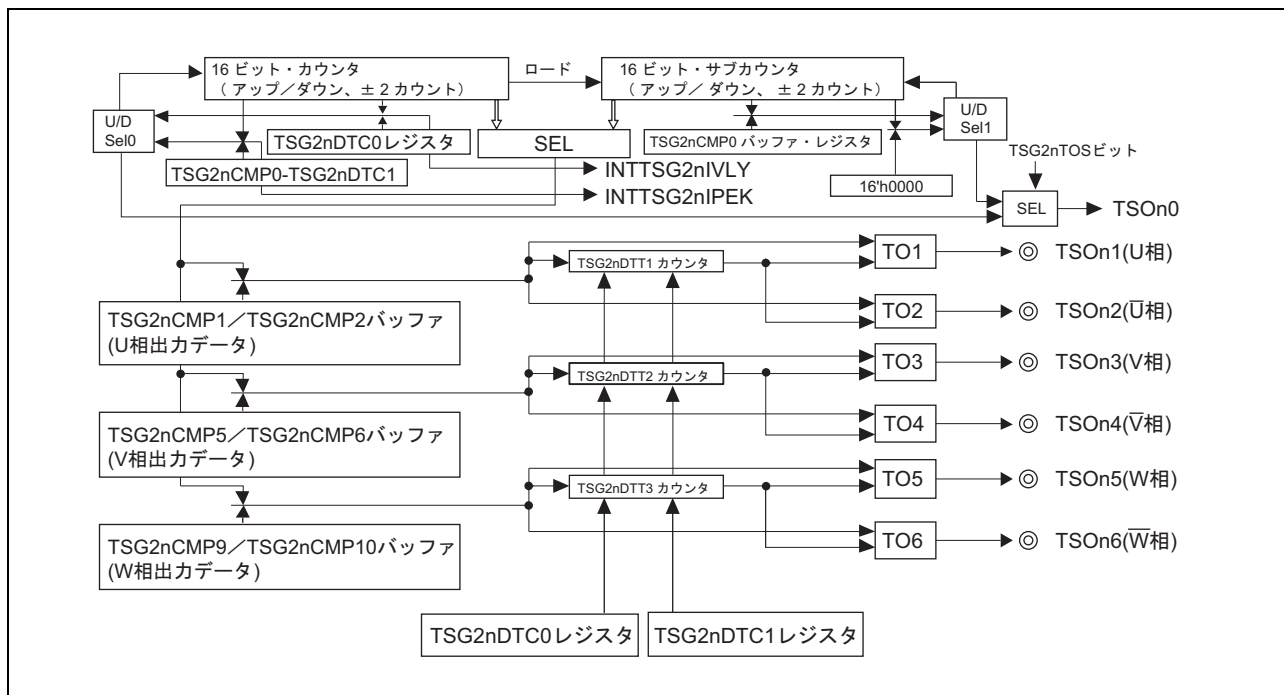 16 ビット・カウンタ
（ アップ／ダウン、 ± 2 カウント）
ロード
16 ビット・サブカウンタ
（ アップ／ ダウン、 ± 2 カウント）
U/D
Sel0
U/D
Sel1
TSG2nDTC0レジスタ
SEL
TSG2nCMP0 バッファ・レジスタ
TSG2nTOSビット
TSG2nCMP0-TSG2nDTC1
INTTSG2nIVLY
16'h0000
INTTSG2nIPEK
SEL
TSOn0
TSG2nDTT1 カウンタ
TO1
TSOn1(U相)
TSG2nCMP1／TSG2nCMP2バッファ
(U相出力データ)
TO2
TSOn2(U̅相)
TSG2nDTT2 カウンタ
TO3
TSOn3(V相)
TSG2nCMP5／TSG2nCMP6バッファ
(V相出力データ)
TO4
TSOn4(V̅相)
TSG2nDTT3 カウンタ
TO5
TSOn5(W相)
TSG2nCMP9／TSG2nCMP10バッファ
(W相出力データ)
TO6
TSOn6(W̅相)
TSG2nDTC0レジスタ
TSG2nDTC1レジスタ